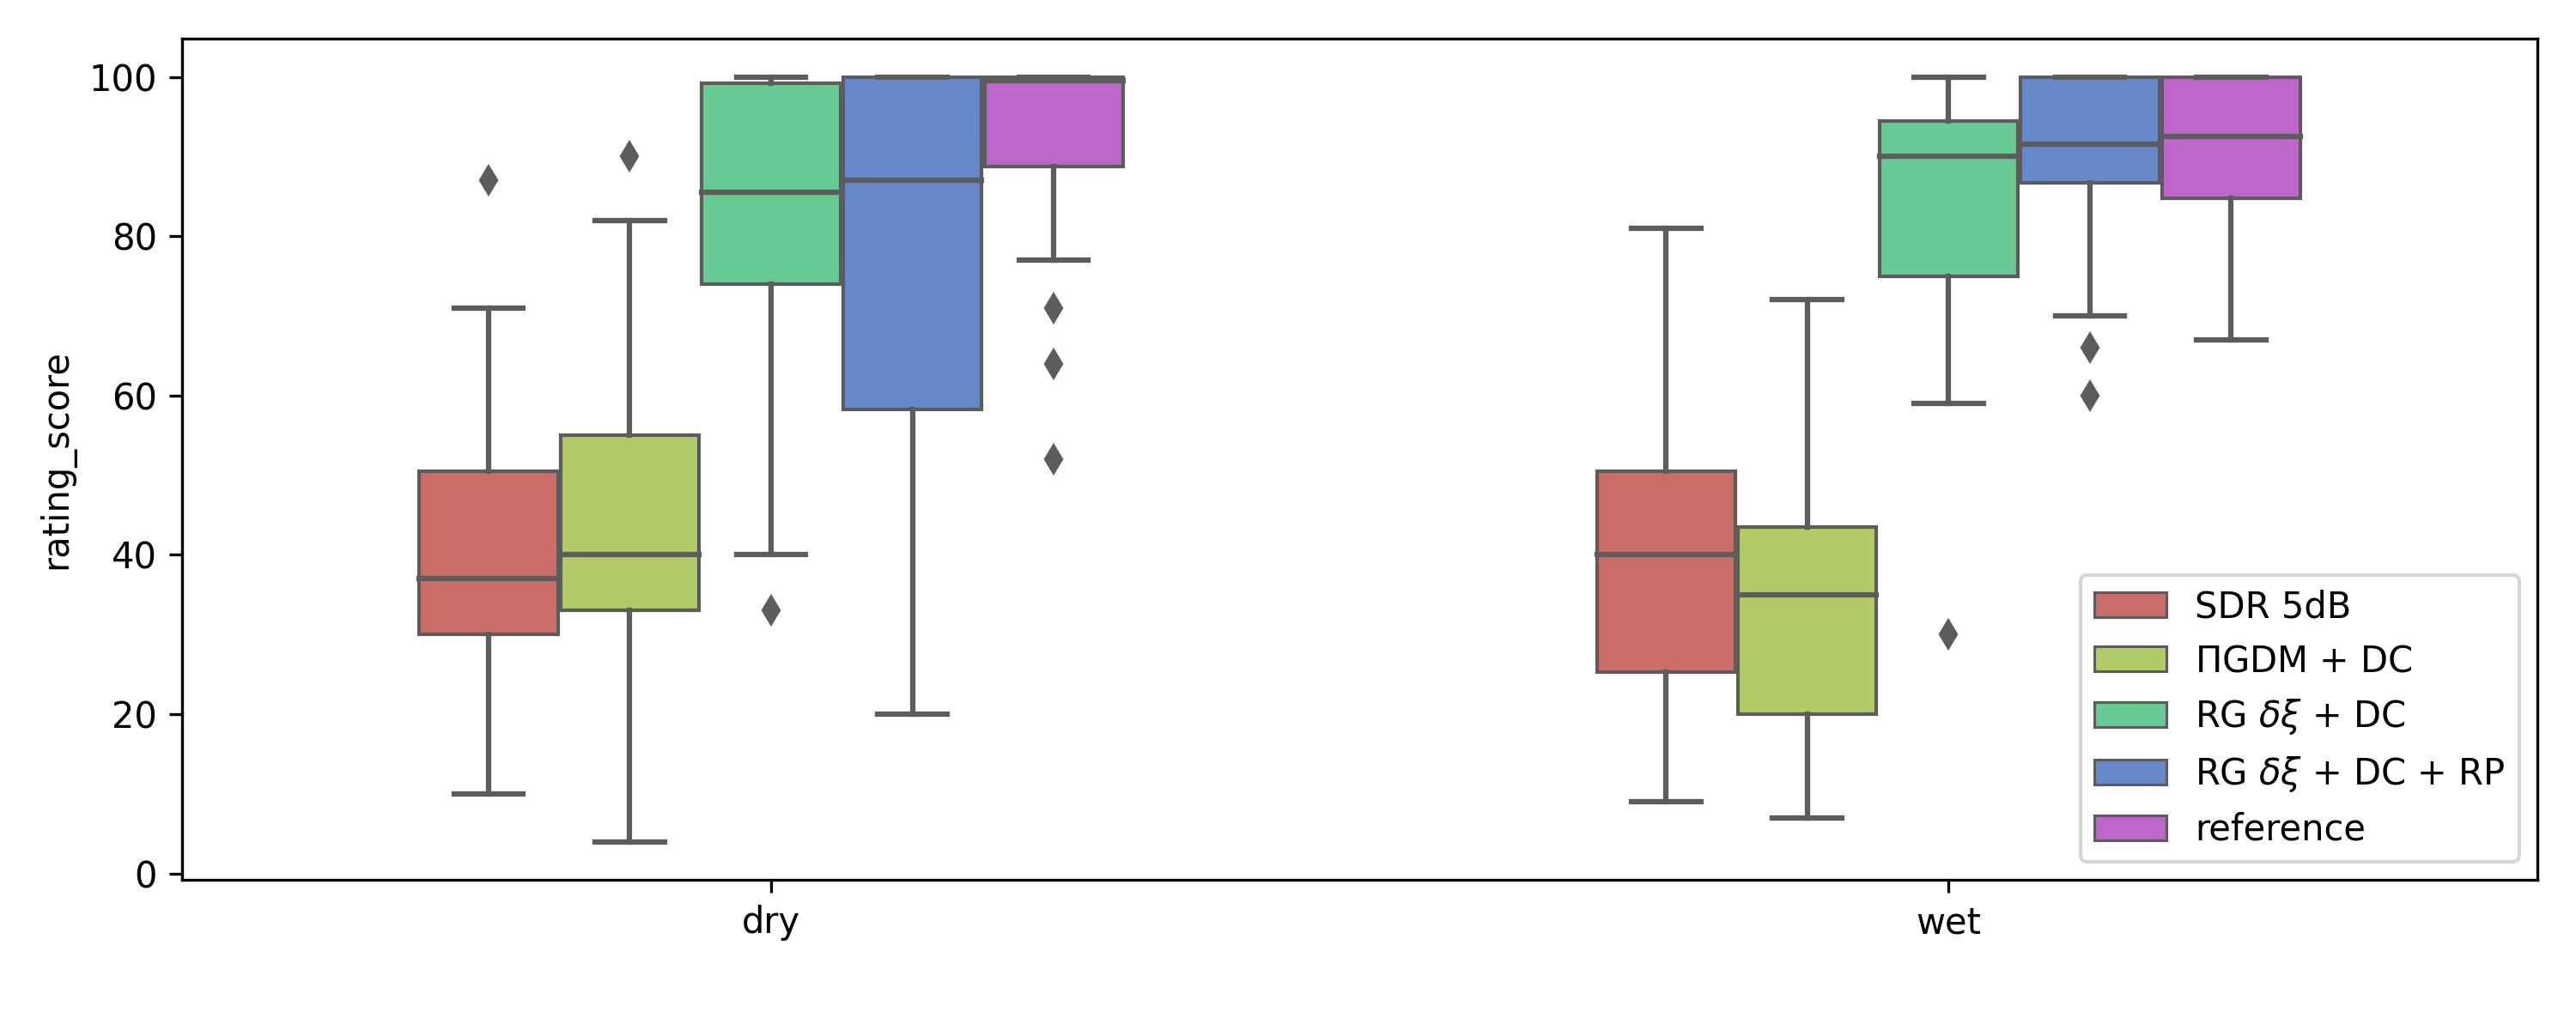 100
80
60
40
20
0
rating_score
dry
wet
SDR 5dB
ΠGDM + DC
RG δξ + DC
RG δξ + DC + RP
reference